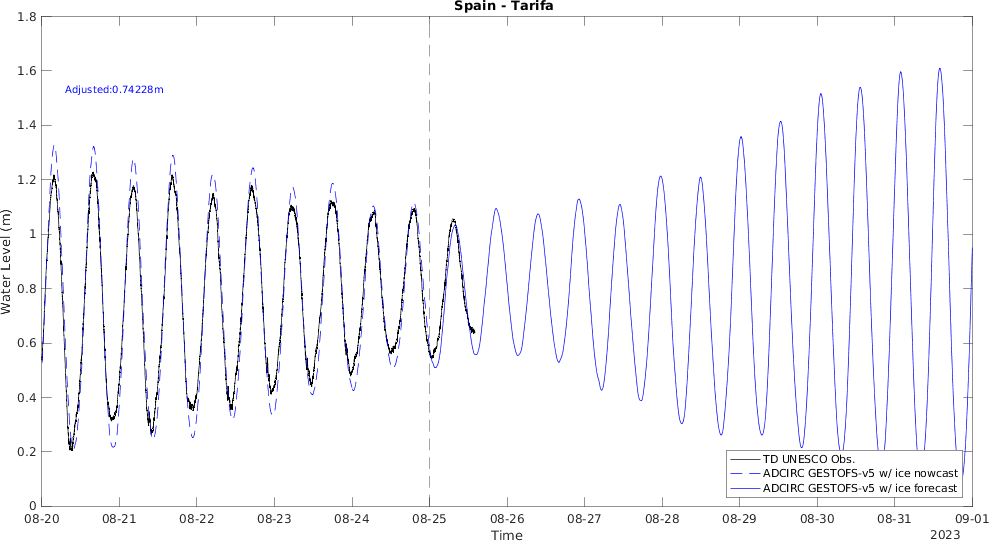 Spain - Tarifa
Adjusted:0.74228m
Water Level (m)
1.8
1.6
1.4
1.2
1
0.8
0.6
0.4
0.2
0
TD UNESCO Obs.
ADCIRC GESTOFS-v5 w/ ice nowcast
ADCIRC GESTOFS-v5 w/ ice forecast
08-20 08-21 08-22 08-23 08-24 08-25 08-26 08-27 08-28 08-29 08-30 08-31 09-01
Time
2023